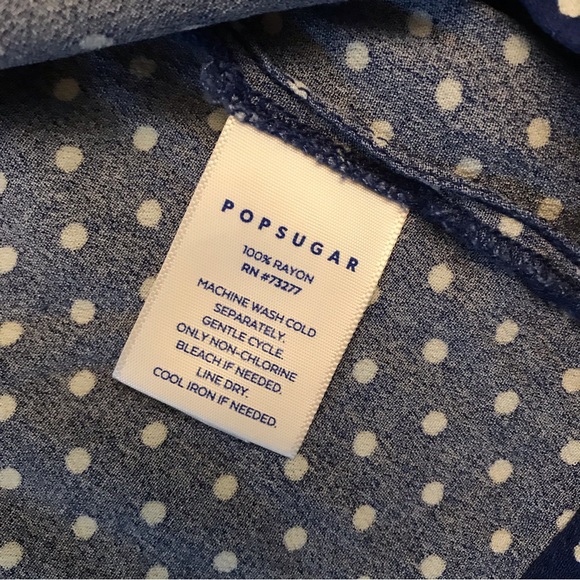 POPSUGAR
100% RAYON
RN #73277
MACHINE WASH COLD
SEPARATELY.
GENTLE CYCLE.
ONLY NON-CHLORINE
BLEACH IF NEEDED.
LINE DRY.
COOL IRON IF NEEDED.